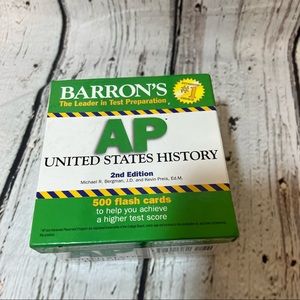 BARRON'S
The Leader in Test Preparation
#1
AP
UNITED STATES HISTORY
2nd Edition
Michael R. Bergman, J.D. and Kevin Preis, Ed.M.
500 flash cards
to help you achieve
a higher test score